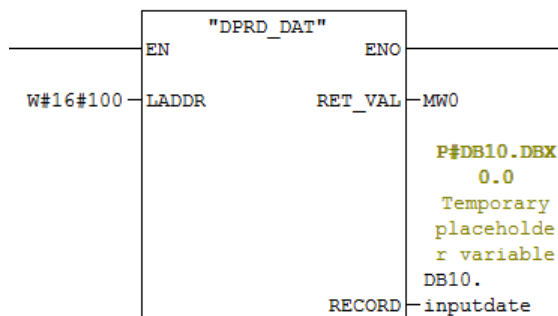 "DPRD_DAT"
EN ENO
W#16#100 LADDR RET_VAL MW0
P#DB10.DBX
0.0
Temporary
placeholde
r variable
DB10.
RECORD inputdate